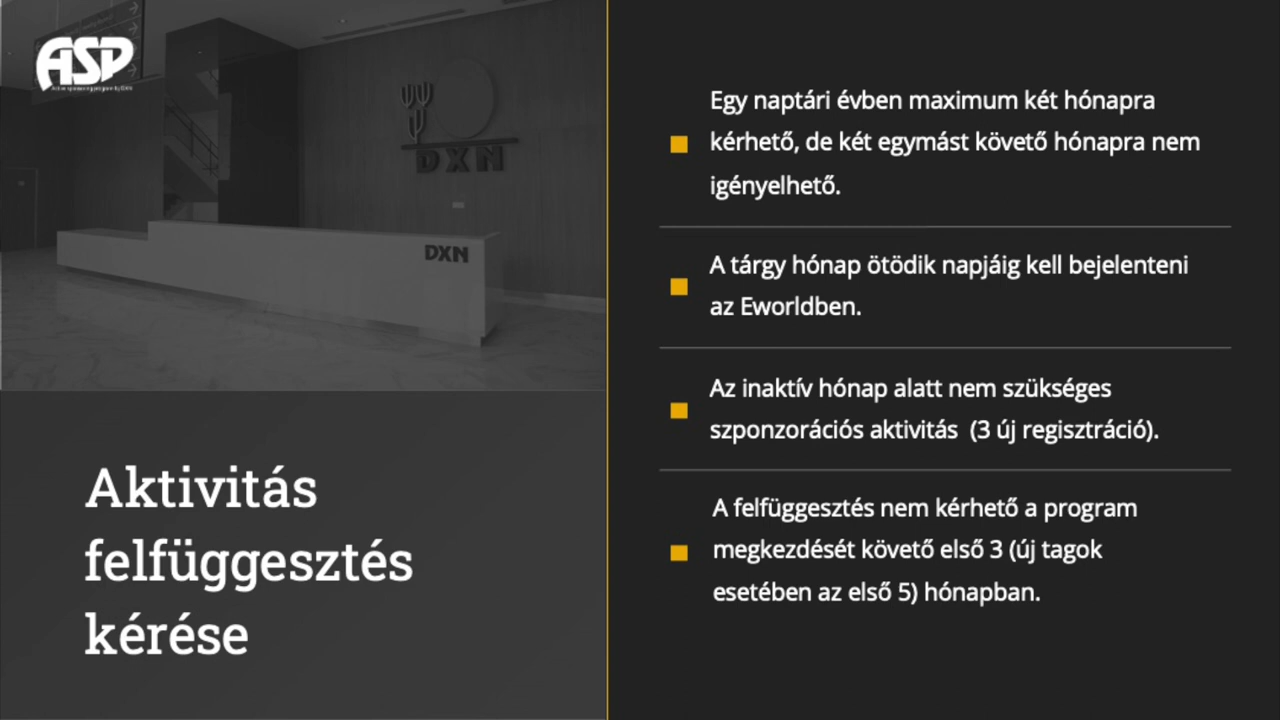 ASP
DXN
DXN
Aktivitás
felfüggesztés
kérése
Egy naptári évben maximum két hónapra
kérhető, de két egymást követő hónapra nem
igényelhető.
A tárgy hónap ötödik napjáig kell bejelenteni
az Eworldben.
Az inaktív hónap alatt nem szükséges
szponzorációs aktivitás  (3 új regisztráció).
A felfüggesztés nem kérhető a program
megkezdését követő első 3 (új tagok
esetében az első 5) hónapban.